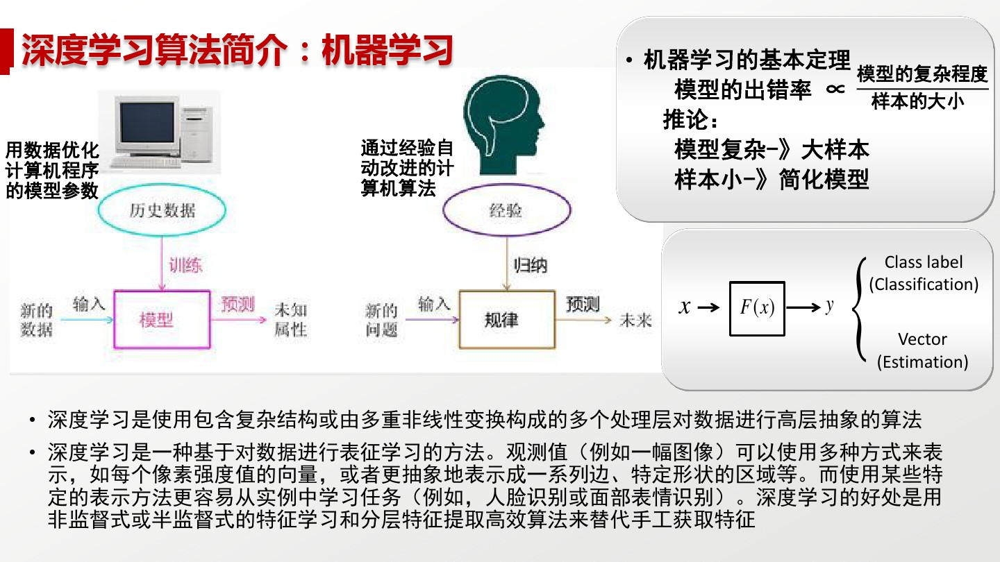 深度学习算法简介：机器学习
用数据优化
计算机程序
的模型参数
历史数据
训练
新的
数据
输入
模型
预测
未知
属性
通过经验自
动改进的计
算机算法
经验
归纳
新的
问题
输入
规律
预测
未来
• 机器学习的基本定理
模型的出错率 ∝ 模型的复杂程度
样本的大小
推论：
模型复杂-》大样本
样本小-》简化模型
x → F(x) → y
Class label
(Classification)
Vector
(Estimation)
• 深度学习是使用包含复杂结构或由多重非线性变换构成的多个处理层对数据进行高层抽象的算法
• 深度学习是一种基于对数据进行表征学习的方法。观测值（例如一幅图像）可以使用多种方式来表
示，如每个像素强度值的向量，或者更抽象地表示成一系列边、特定形状的区域等。而使用某些特
定的表示方法更容易从实例中学习任务（例如，人脸识别或面部表情识别）。深度学习的好处是用
非监督式或半监督式的特征学习和分层特征提取高效算法来替代手工获取特征